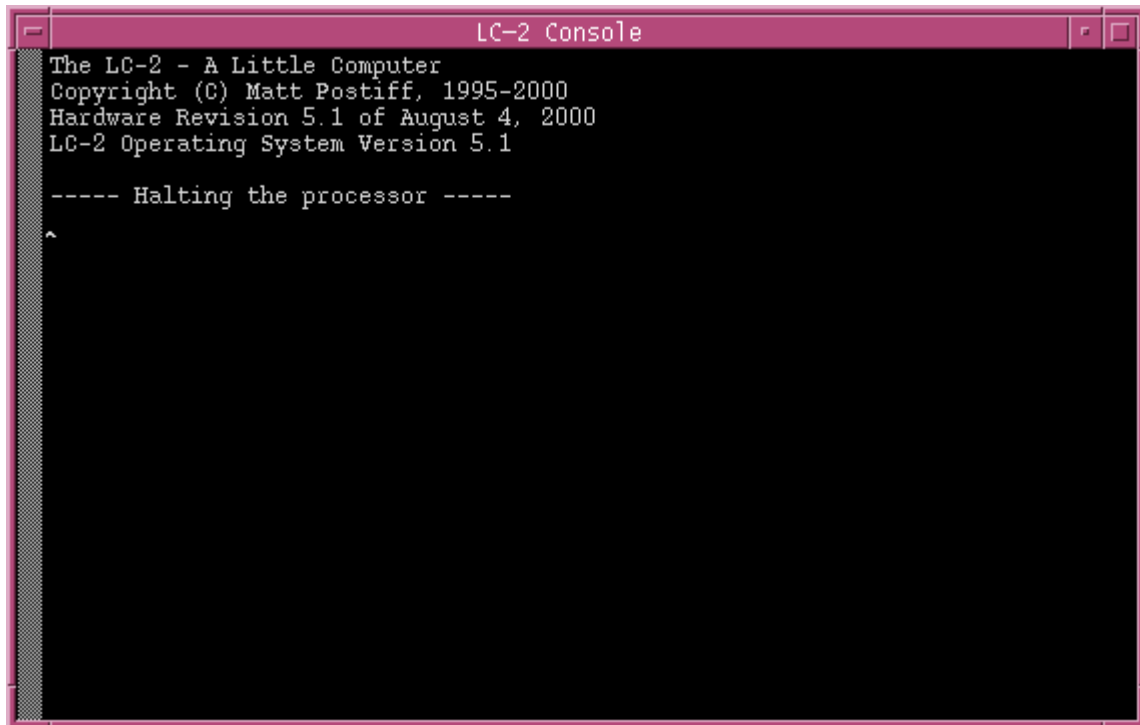 LC-2 Console
The LC-2 - A Little Computer
Copyright (C) Matt Postiff, 1995-2000
Hardware Revision 5.1 of August 4, 2000
LC-2 Operating System Version 5.1
----- Halting the processor -----
^